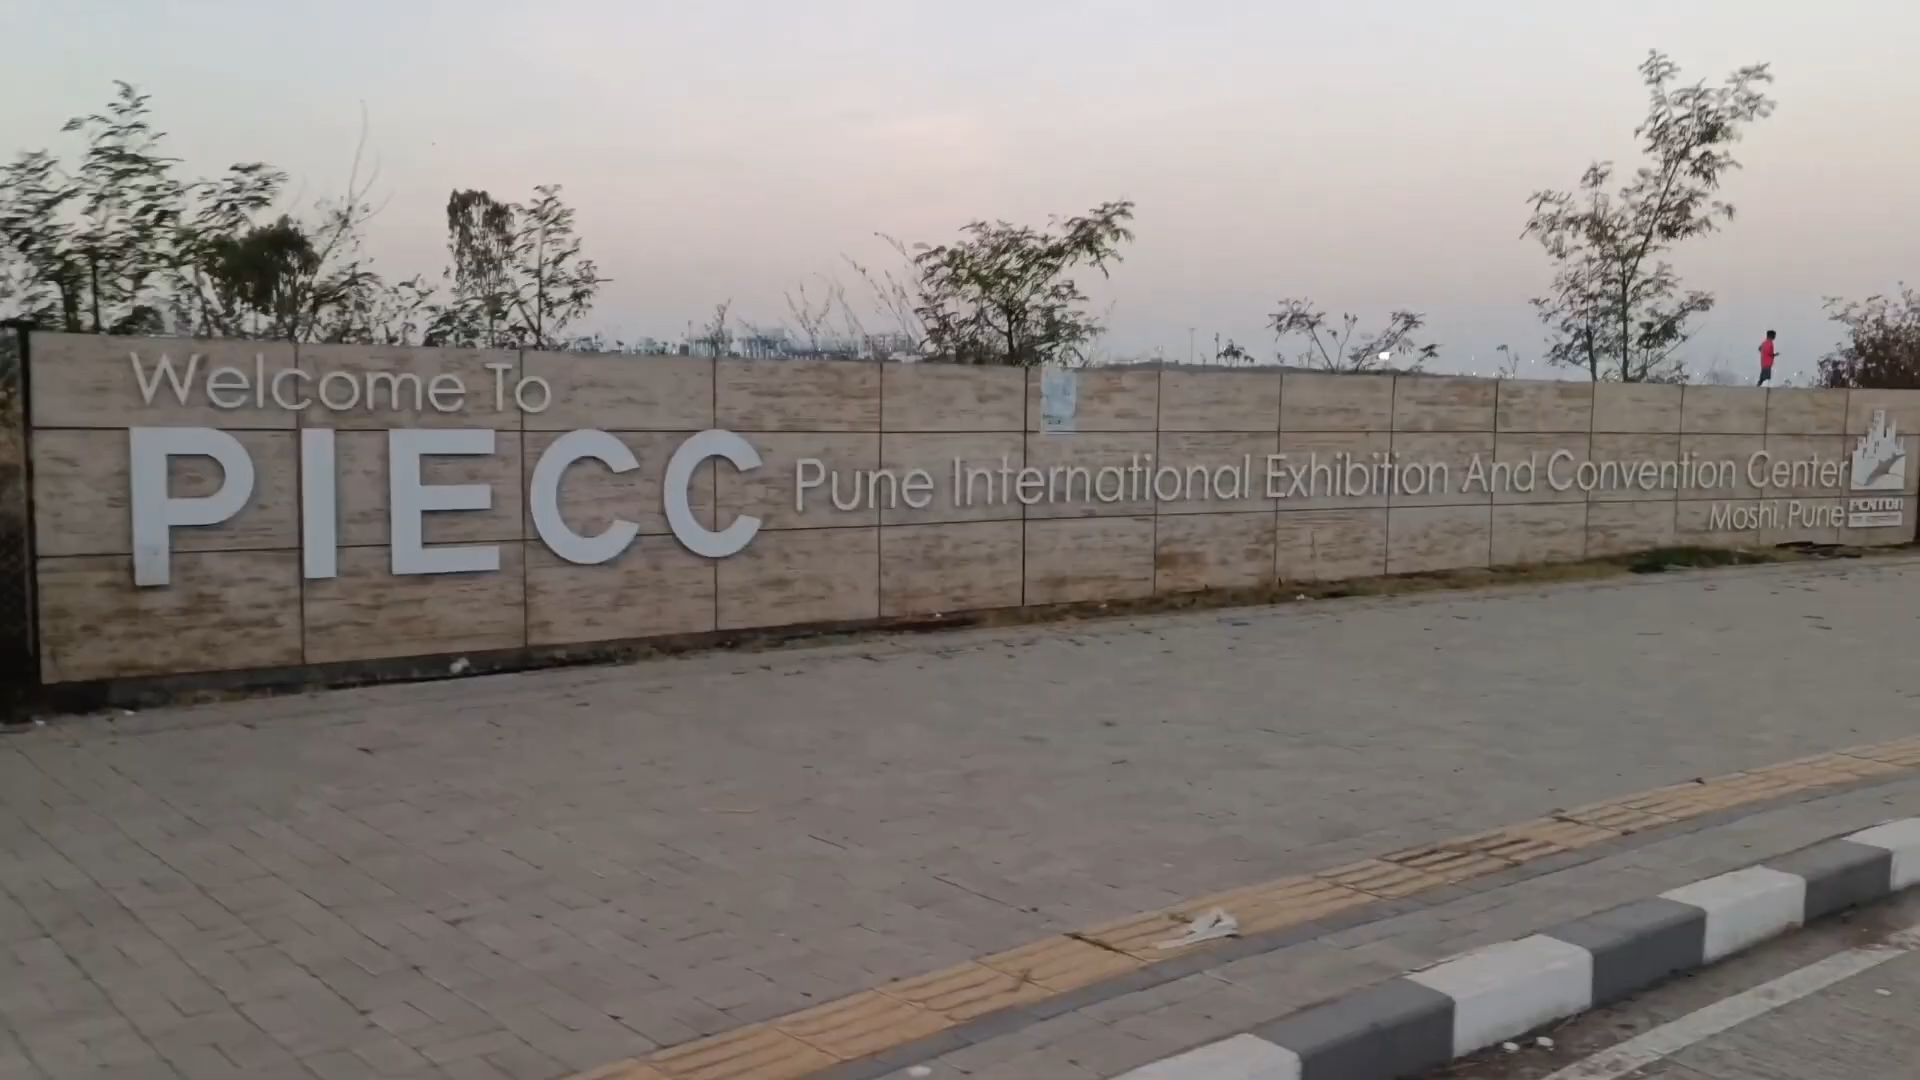 Welcome To
PIECC Pune International Exhibition And Convention Center
Moshi, Pune